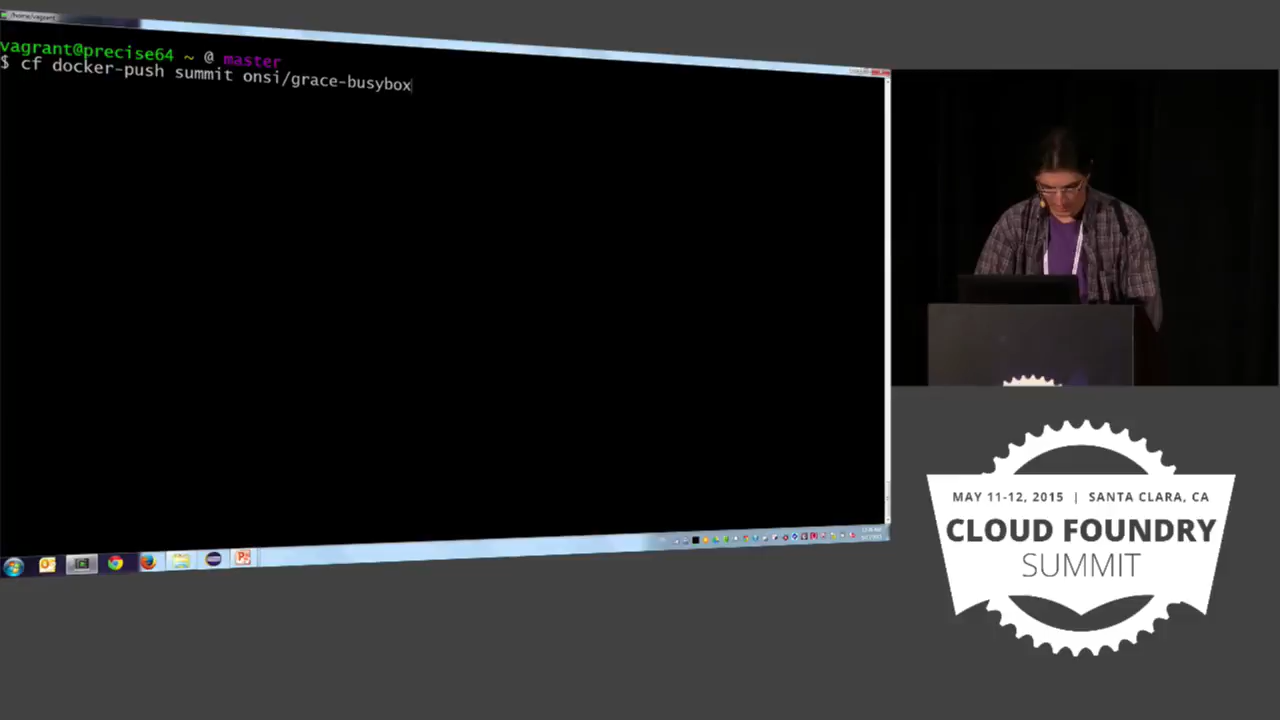 vagrant@precise64 ~ @ master
$ cf docker-push summit onsi/grace-busybox
MAY 11-12, 2015 | SANTA CLARA, CA
CLOUD FOUNDRY
SUMMIT